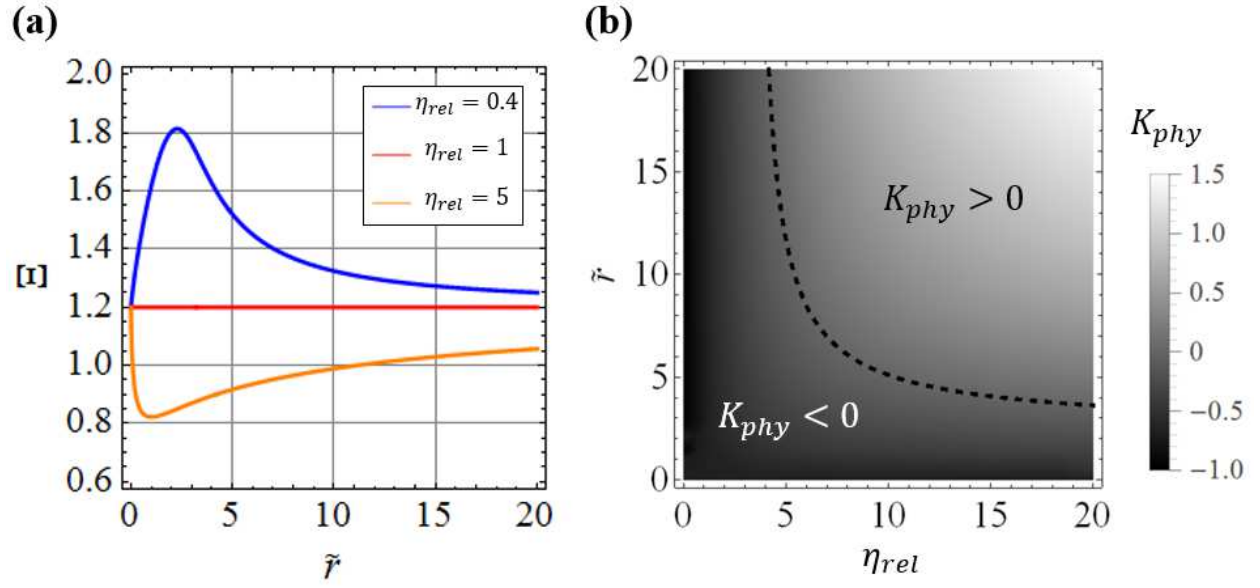 (a)
2.0
1.8
1.6
1.4
1.2
1.0
0.8
0.6
Ξ
η_rel = 0.4
η_rel = 1
η_rel = 5
0 5 10 15 20
r̃
(b)
20
15
10
5
0
r̃
K_phy > 0
K_phy < 0
0 5 10 15 20
η_rel
K_phy
1.5
1.0
0.5
0
−0.5
−1.0